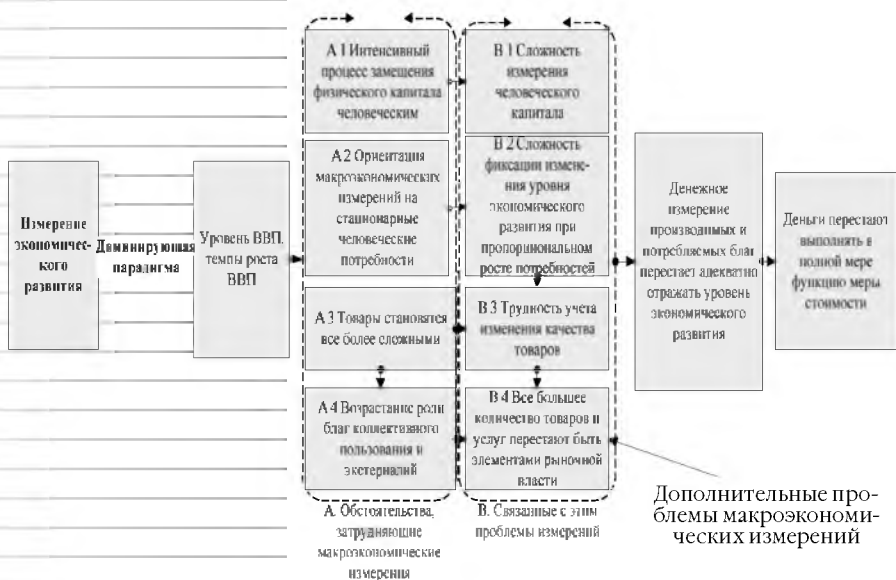 Измерение
экономичес-
кого
развития
Даминирующая
парадигма
Уровень ВВП,
темпы роста
ВВП
А 1 Интенсивный
процесс замещения
физического капитала
человеческим
А 2 Ориентация
макроэкономических
измерений на
стационарные
человеческие
потребности
А 3 Товары становятся
все более сложными
А 4 Возрастание роли
благ коллективного
пользования и
экстерналий
А. Обстоятельства,
затрудняющие
макроэкономические
измерения
В 1 Сложность
измерения
человеческого
капитала
В 2 Сложность
фиксации измене-
ния уровня
экономического
развития при
пропорциональном
росте потребностей
В 3 Трудность учета
изменения качества
товаров
В 4 Все большее
количество товаров и
услуг перестают быть
элементами рыночной
власти
В. Связанные с этим
проблемы измерений
Денежное
измерение
производимых и
потребляемых благ
перестает адекватно
отражать уровень
экономического
развития
Деньги перестают
выполнять в
полной мере
функцию меры
стоимости
Дополнительные про-
блемы макроэкономи-
ческих измерений